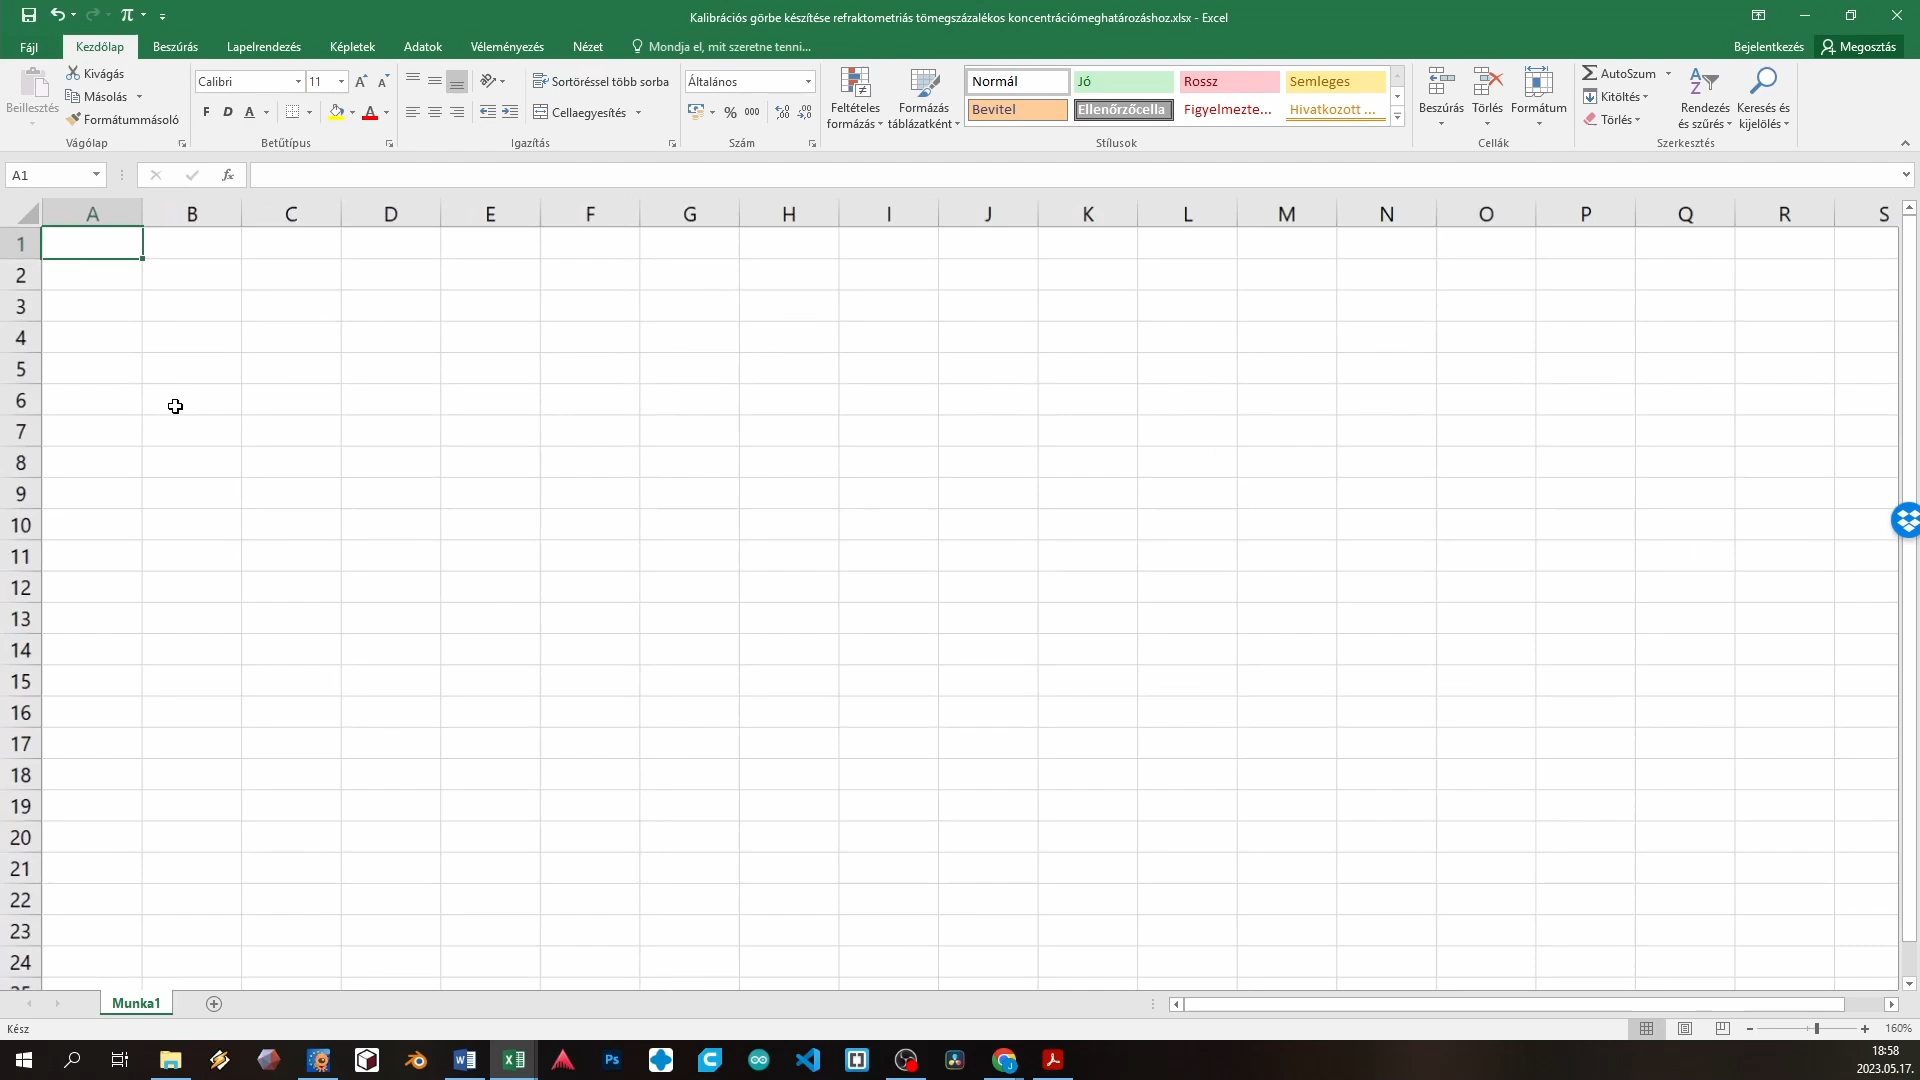 Kalibrációs görbe készítése refraktometriás tömegszázalékos koncentrációmeghatározáshoz.xlsx - Excel
Fájl Kezdőlap Beszúrás Lapelrendezés Képletek Adatok Véleményezés Nézet Mondja el, mit szeretne tenni... Bejelentkezés Megosztás
Beillesztés
Kivágás
Másolás
Formátummásoló
Vágólap
Calibri 11
F D A A
Betűtípus
Sortöréssel több sorba
Cellaegyesítés
Igazítás
Általános
% 000
Szám
Feltételes formázás
Formázás táblázatként
Normál Jó Rossz Semleges
Bevitel Ellenőrzőcella Figyelmezte... Hivatkozott ...
Stílusok
Beszúrás Törlés Formátum
Cellák
AutoSzum
Kitöltés
Törlés
Rendezés és szűrés
Keresés és kijelölés
Szerkesztés
A1 fx
A B C D E F G H I J K L M N O P Q R S
1
2
3
4
5
6
7
8
9
10
11
12
13
14
15
16
17
18
19
20
21
22
23
24
25
Munka1
Kész 160%
Ps
18:58
2023.05.17.